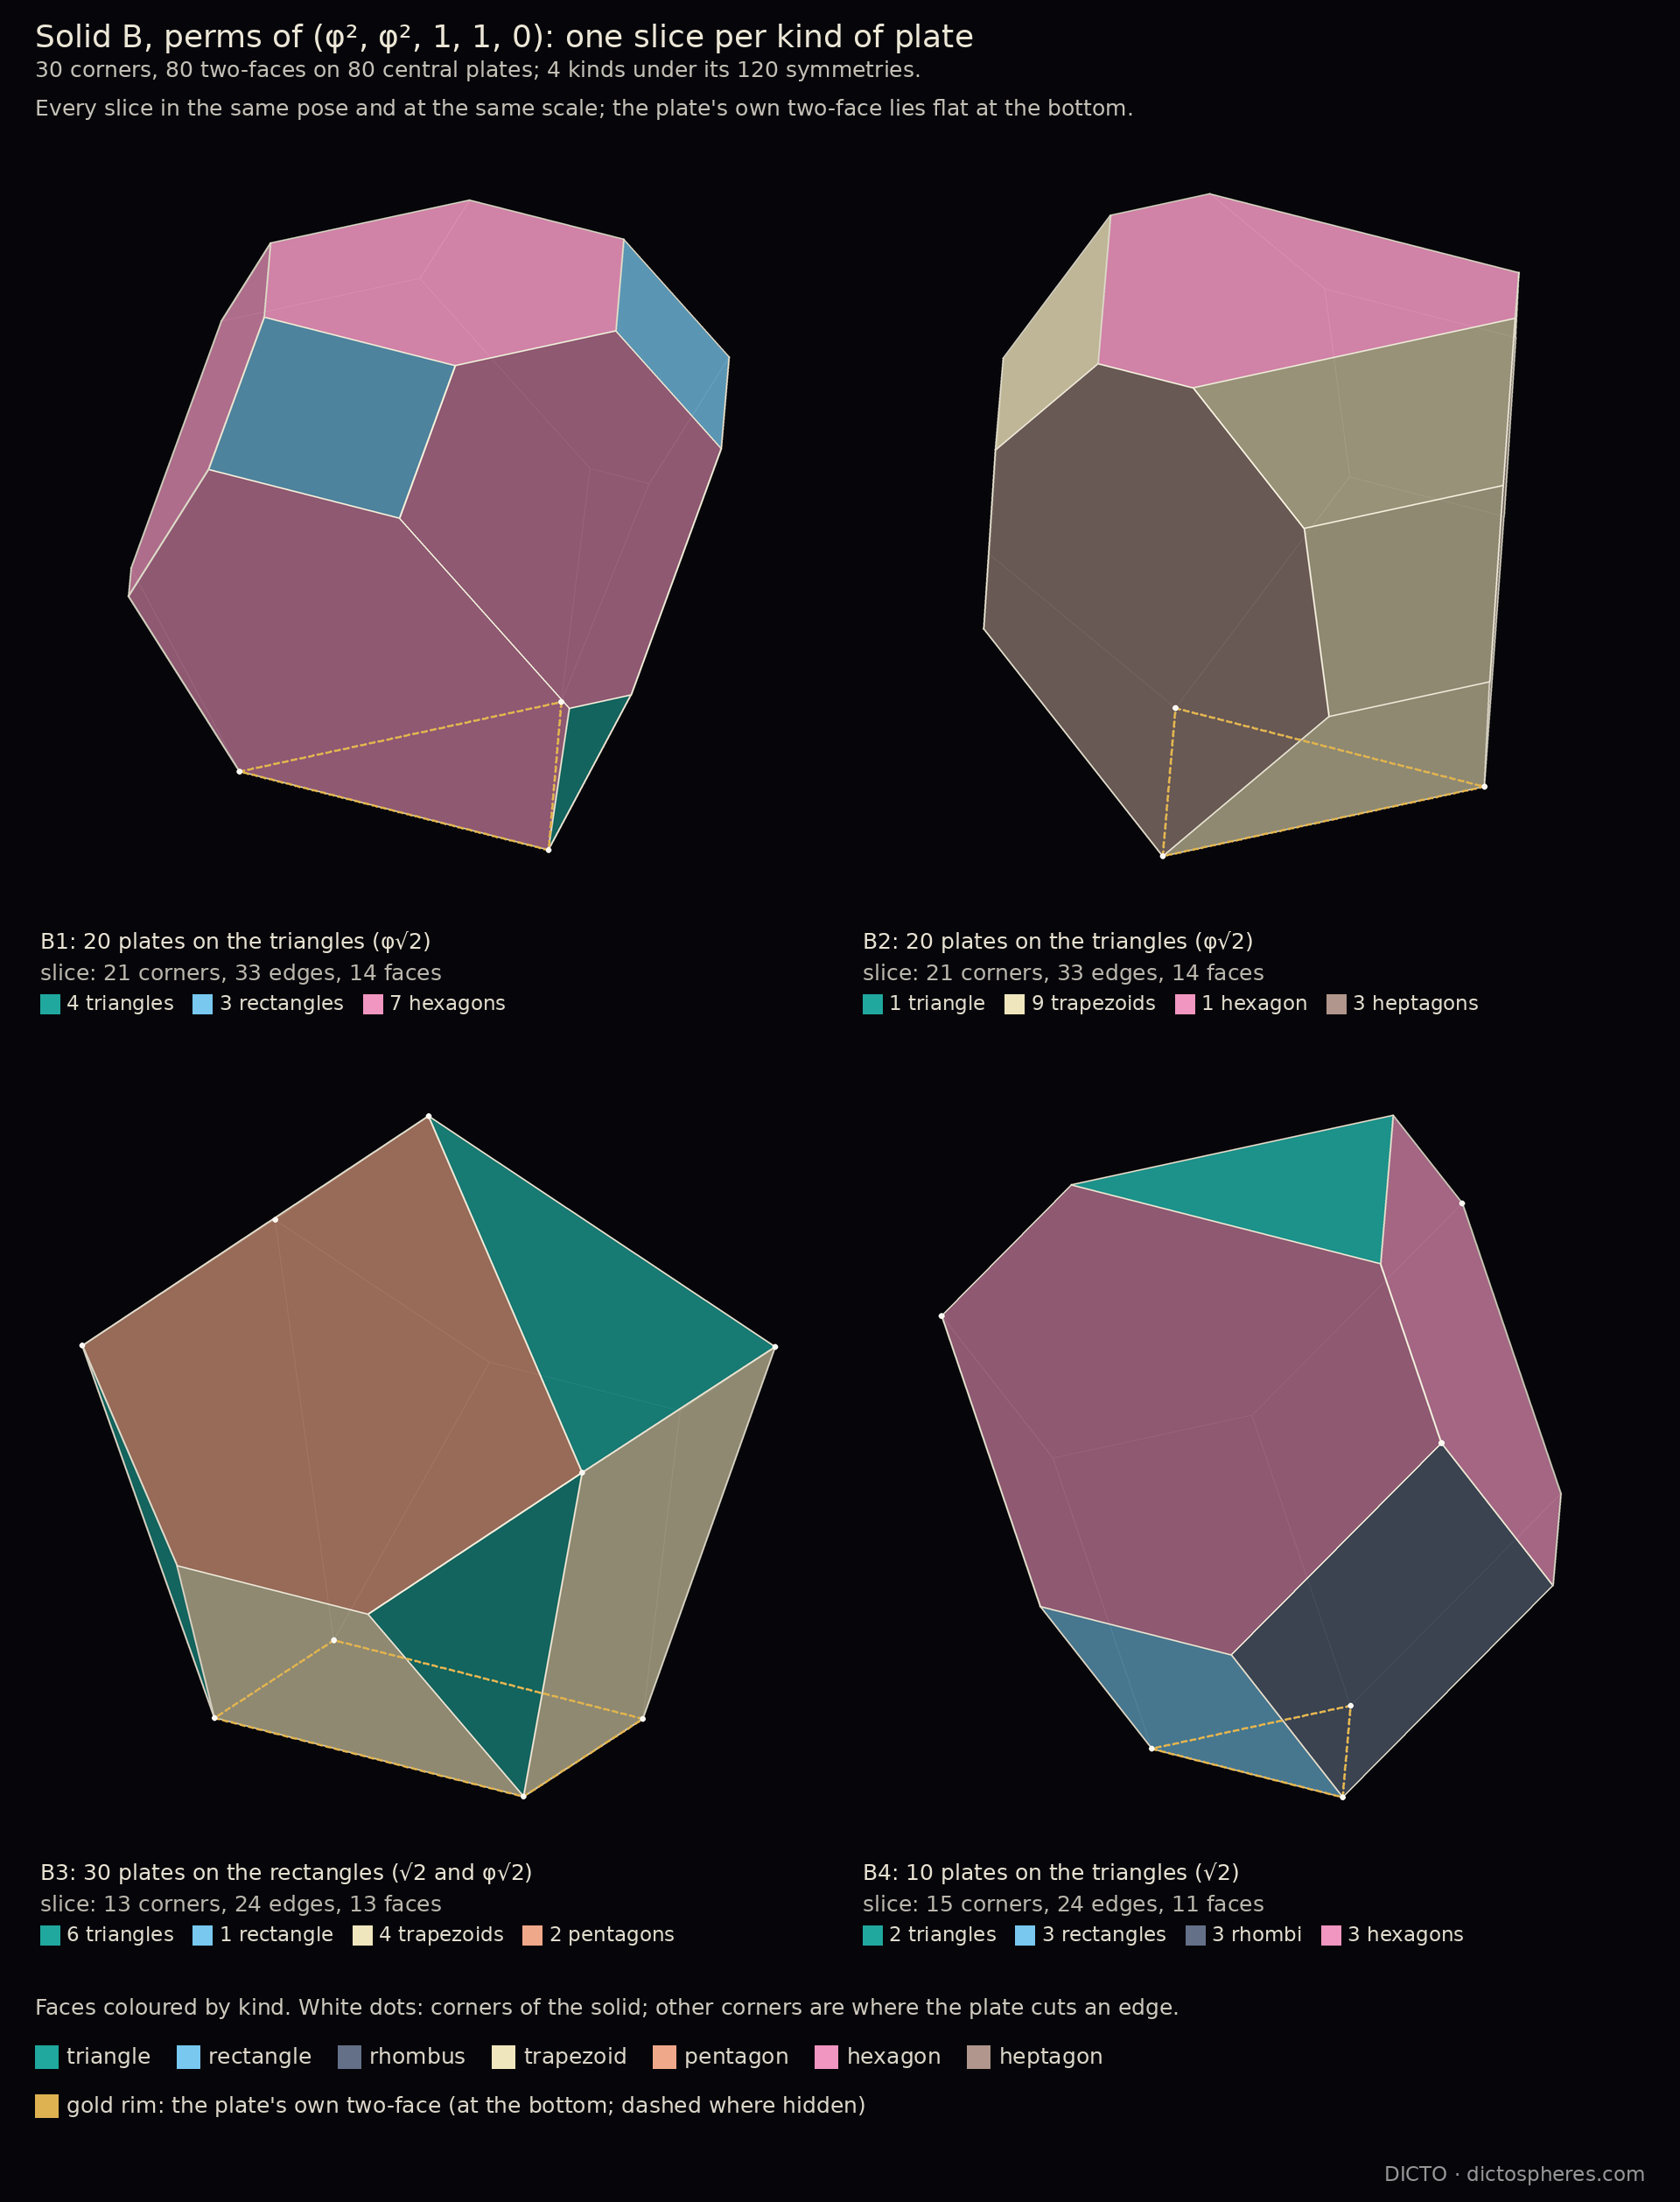 Solid B, perms of (φ², φ², 1, 1, 0): one slice per kind of plate
30 corners, 80 two-faces on 80 central plates; 4 kinds under its 120 symmetries.
Every slice in the same pose and at the same scale; the plate's own two-face lies flat at the bottom.
B1: 20 plates on the triangles (φ√2)
slice: 21 corners, 33 edges, 14 faces
4 triangles 3 rectangles 7 hexagons
B2: 20 plates on the triangles (φ√2)
slice: 21 corners, 33 edges, 14 faces
1 triangle 9 trapezoids 1 hexagon 3 heptagons
B3: 30 plates on the rectangles (√2 and φ√2)
slice: 13 corners, 24 edges, 13 faces
6 triangles 1 rectangle 4 trapezoids 2 pentagons
B4: 10 plates on the triangles (√2)
slice: 15 corners, 24 edges, 11 faces
2 triangles 3 rectangles 3 rhombi 3 hexagons
Faces coloured by kind. White dots: corners of the solid; other corners are where the plate cuts an edge.
triangle rectangle rhombus trapezoid pentagon hexagon heptagon
gold rim: the plate's own two-face (at the bottom; dashed where hidden)
DICTO · dictospheres.com